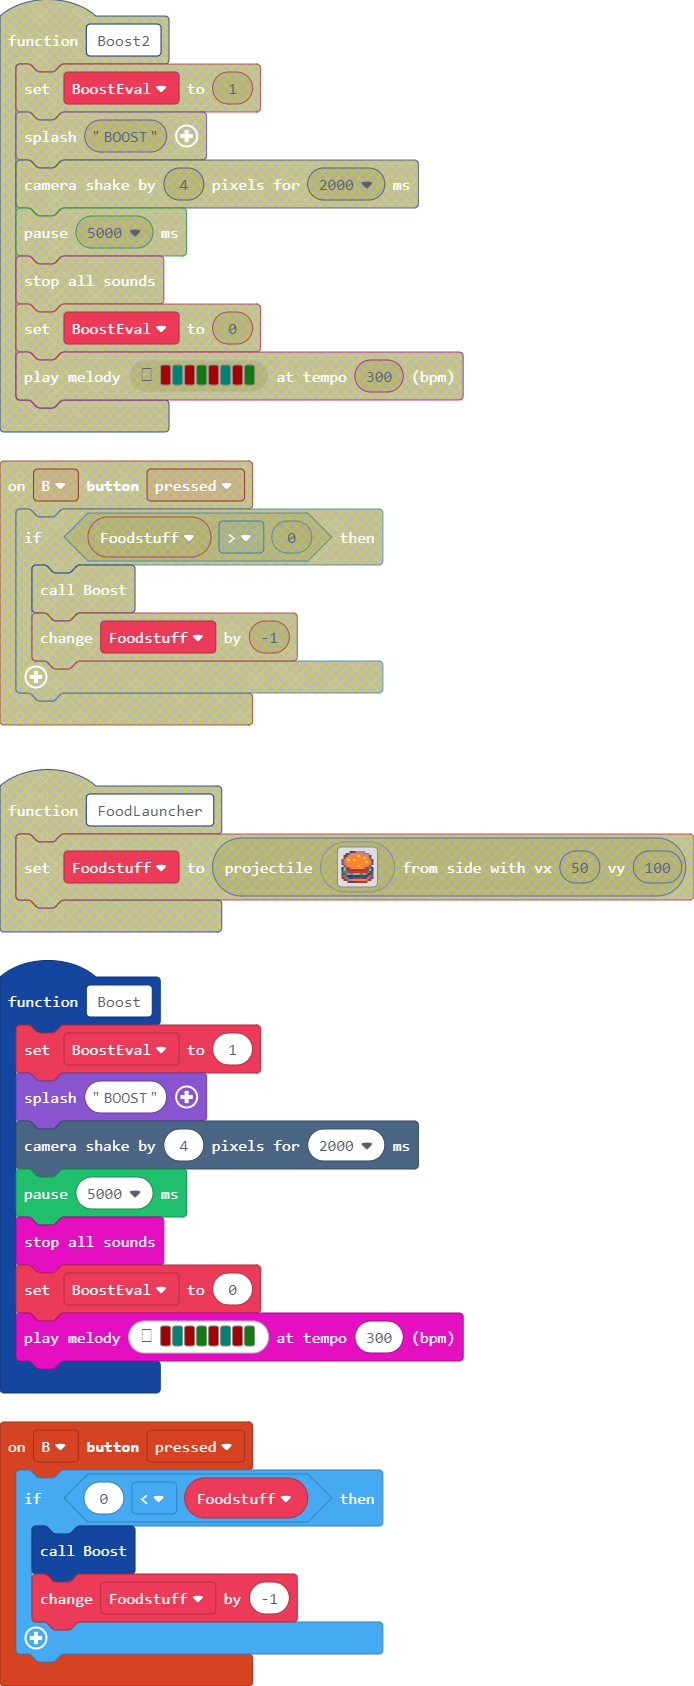 function Boost2
set BoostEval to 1
splash "BOOST"
camera shake by 4 pixels for 2000 ms
pause 5000 ms
stop all sounds
set BoostEval to 0
play melody at tempo 300 (bpm)
on B button pressed
if Foodstuff > 0 then
call Boost
change Foodstuff by -1
function FoodLauncher
set Foodstuff to projectile from side with vx 50 vy 100
function Boost
set BoostEval to 1
splash "BOOST"
camera shake by 4 pixels for 2000 ms
pause 5000 ms
stop all sounds
set BoostEval to 0
play melody at tempo 300 (bpm)
on B button pressed
if 0 < Foodstuff then
call Boost
change Foodstuff by -1